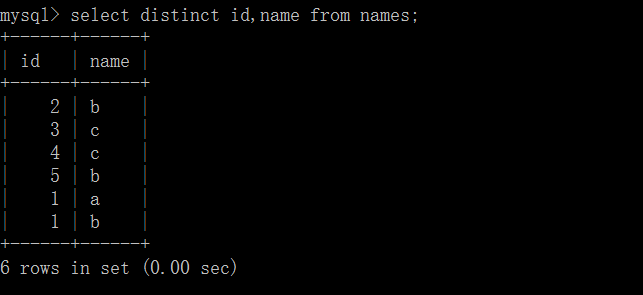 mysql> select distinct id,name from names;
+------+------+
| id   | name |
+------+------+
|    2 | b    |
|    3 | c    |
|    4 | c    |
|    5 | b    |
|    1 | a    |
|    1 | b    |
+------+------+
6 rows in set (0.00 sec)